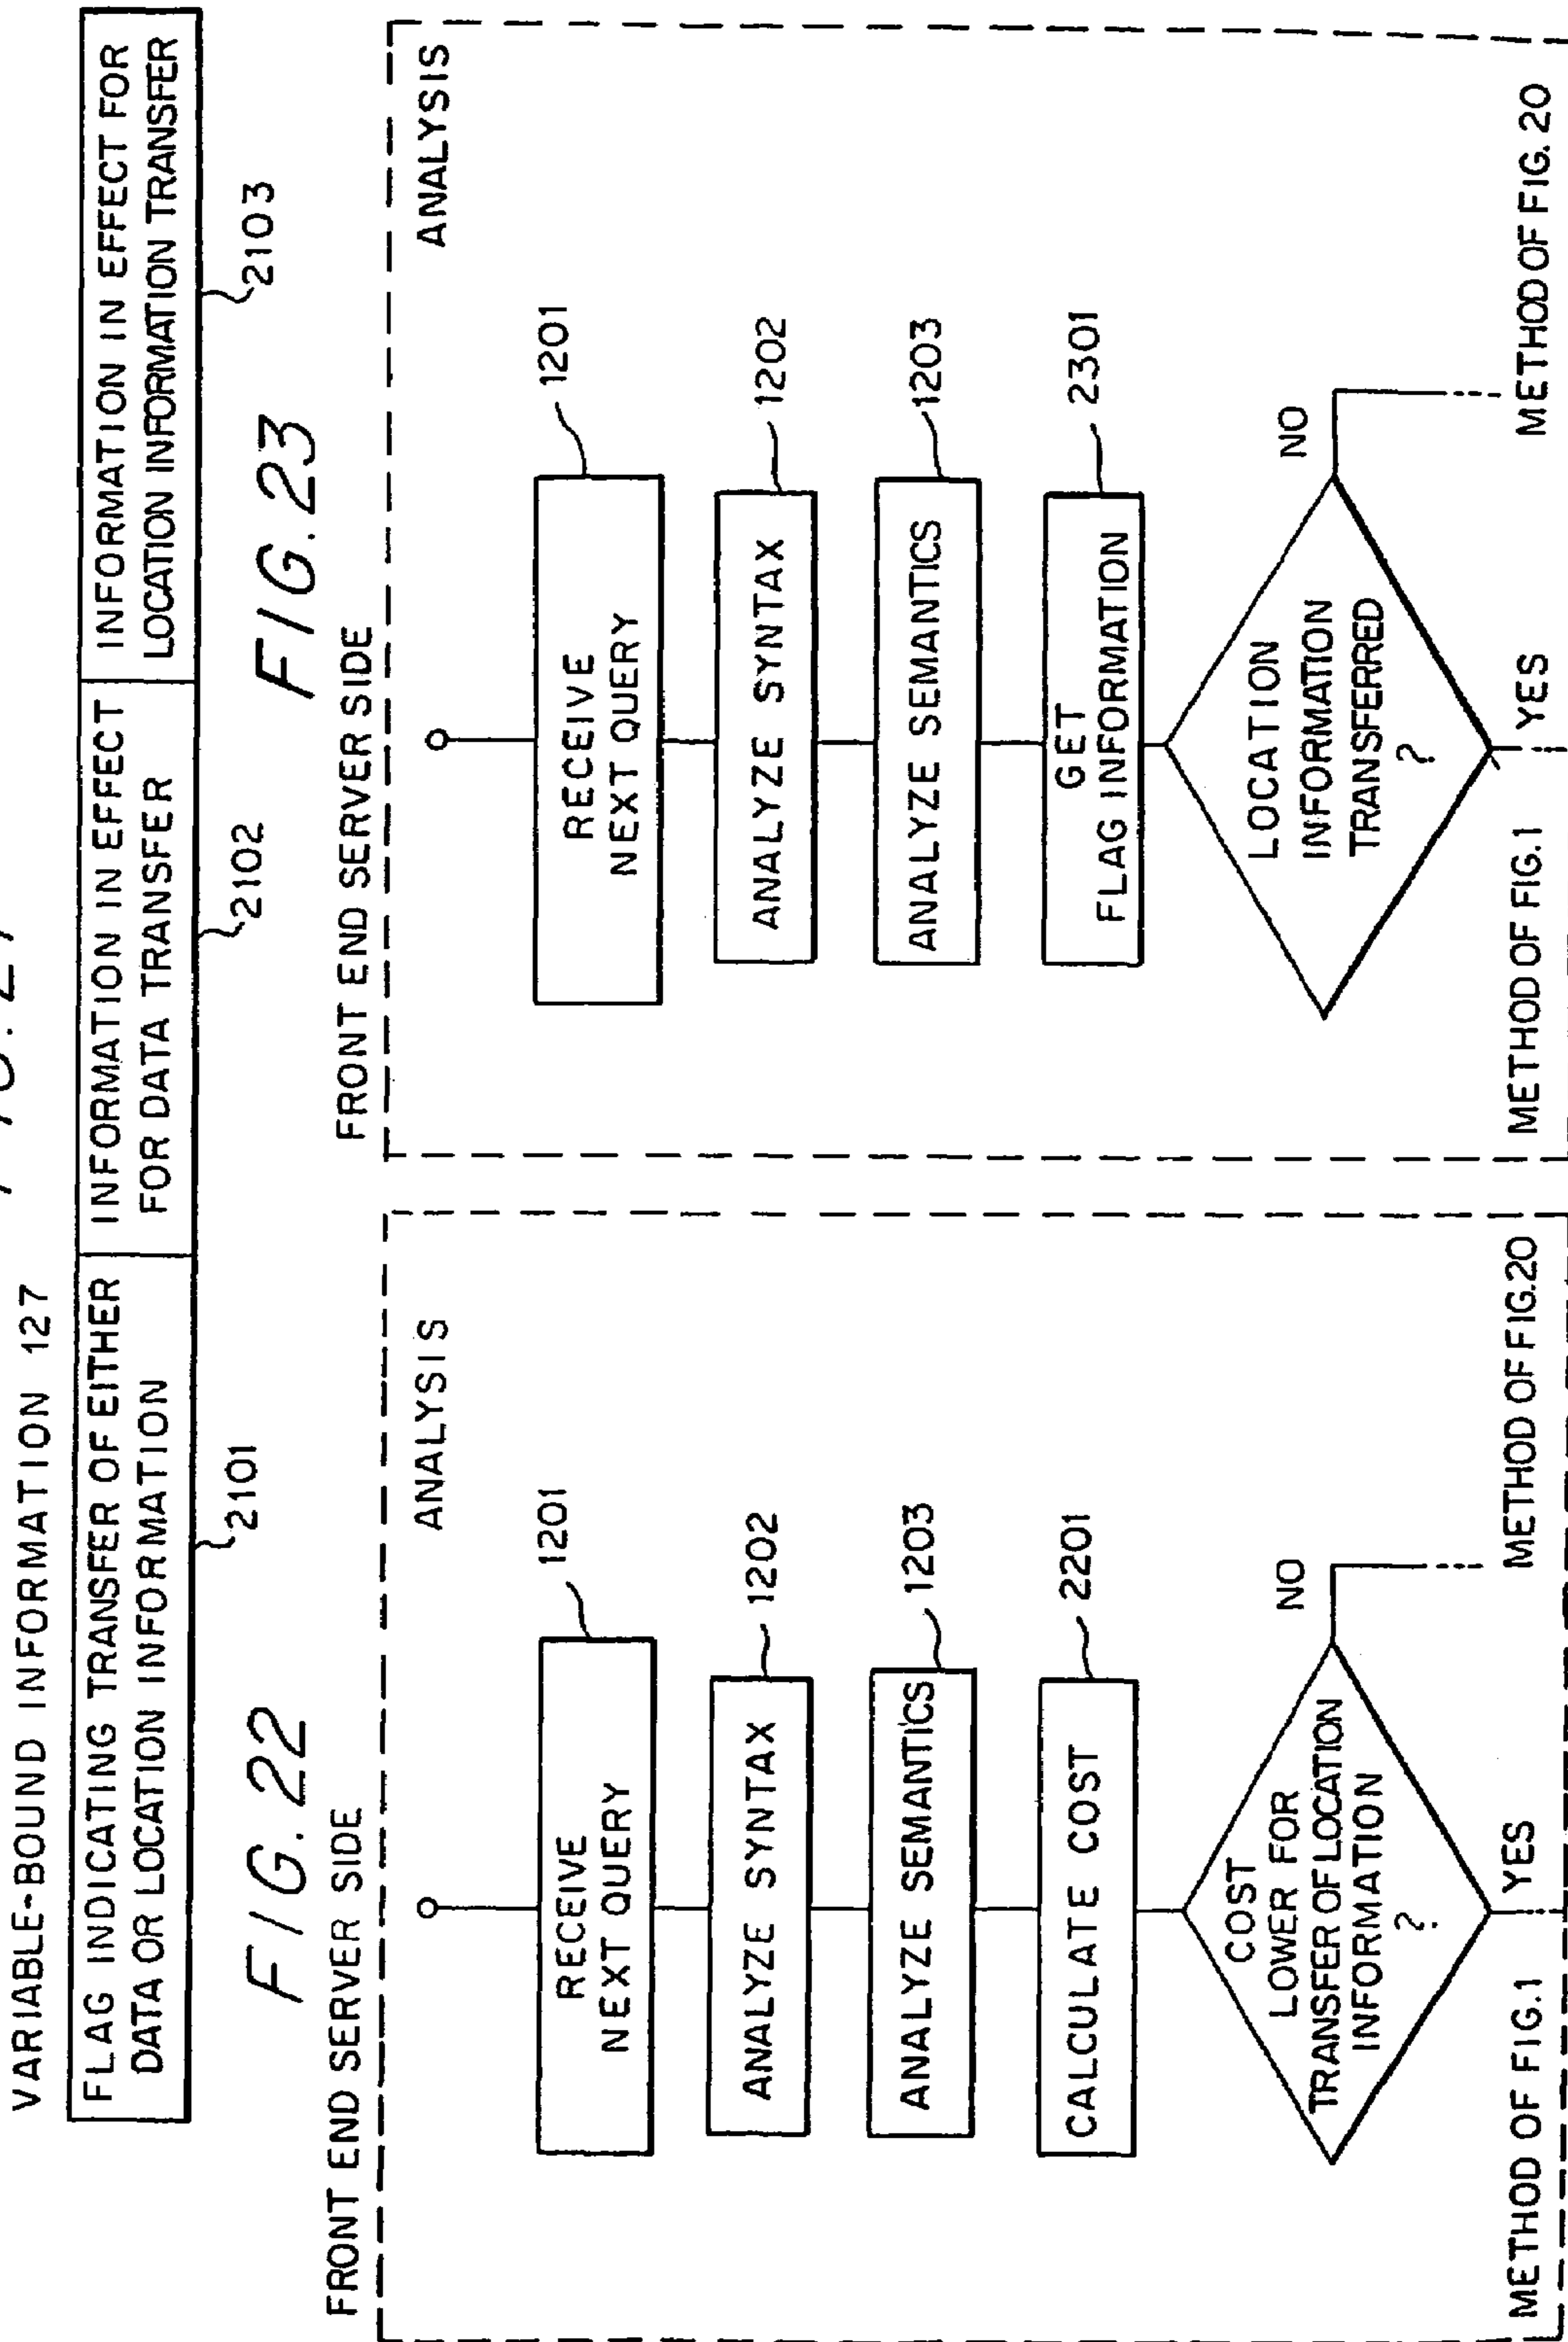 VARIABLE-BOUND INFORMATION 127
FLAG INDICATING TRANSFER OF EITHER
DATA OR LOCATION INFORMATION
INFORMATION IN EFFECT
FOR DATA TRANSFER
INFORMATION IN EFFECT FOR
LOCATION INFORMATION TRANSFER
2101
2102
2103
FIG. 22
FRONT END SERVER SIDE
ANALYSIS
RECEIVE
NEXT QUERY
1201
ANALYZE SYNTAX
1202
ANALYZE SEMANTICS
1203
CALCULATE COST
2201
COST
LOWER FOR
TRANSFER OF LOCATION
INFORMATION
?
NO
YES
METHOD OF FIG.1
METHOD OF FIG.20
FIG. 23
FRONT END SERVER SIDE
ANALYSIS
RECEIVE
NEXT QUERY
1201
ANALYZE SYNTAX
1202
ANALYZE SEMANTICS
1203
GET
FLAG INFORMATION
2301
LOCATION
INFORMATION
TRANSFERRED
?
NO
YES
METHOD OF FIG.1
METHOD OF FIG. 20